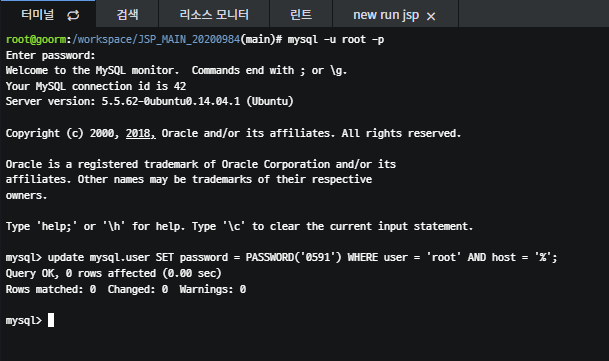 터미널 검색 리소스 모니터 린트 new run jsp ×
root@goorm:/workspace/JSP_MAIN_20200984(main)# mysql -u root -p
Enter password:
Welcome to the MySQL monitor.  Commands end with ; or \g.
Your MySQL connection id is 42
Server version: 5.5.62-0ubuntu0.14.04.1 (Ubuntu)
Copyright (c) 2000, 2018, Oracle and/or its affiliates. All rights reserved.
Oracle is a registered trademark of Oracle Corporation and/or its
affiliates. Other names may be trademarks of their respective
owners.
Type 'help;' or '\h' for help. Type '\c' to clear the current input statement.
mysql> update mysql.user SET password = PASSWORD('0591') WHERE user = 'root' AND host = '%';
Query OK, 0 rows affected (0.00 sec)
Rows matched: 0  Changed: 0  Warnings: 0
mysql>